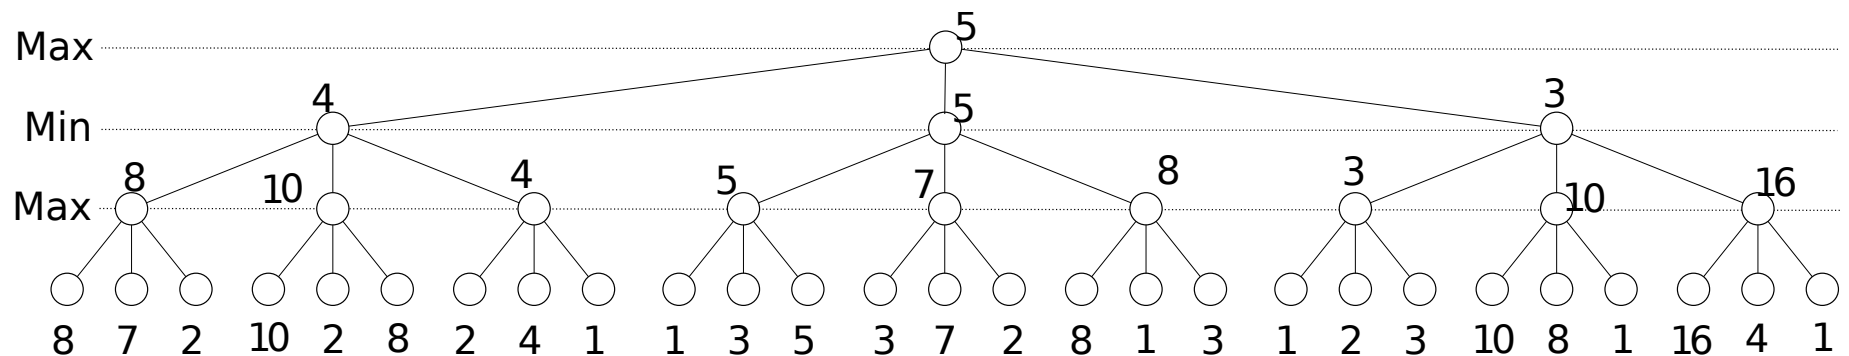 Max 5
Min 4 5 3
Max 8 10 4 5 7 8 3 10 16
8 7 2 10 2 8 2 4 1 1 3 5 3 7 2 8 1 3 1 2 3 10 8 1 16 4 1